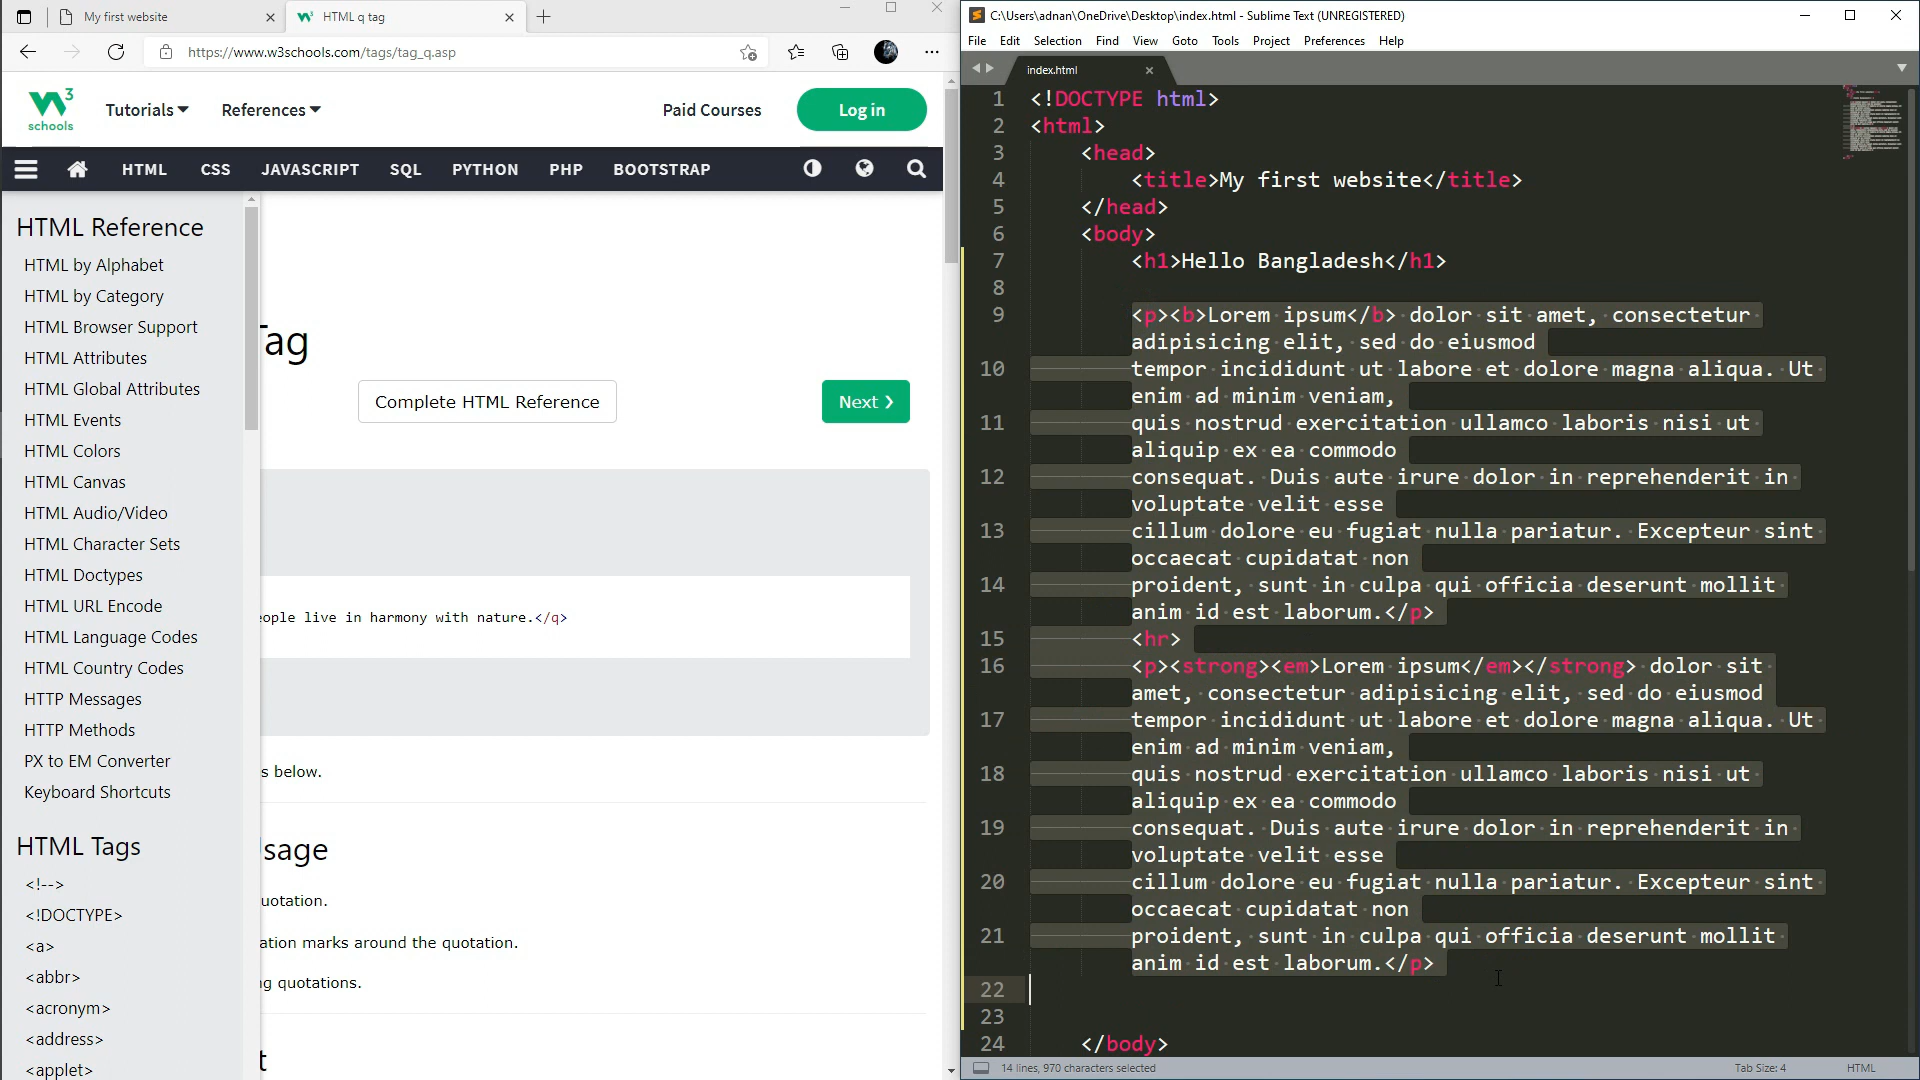 My first website
HTML q tag
https://www.w3schools.com/tags/tag_q.asp
W3
schools
Tutorials
References
Paid Courses
Log in
HTML
CSS
JAVASCRIPT
SQL
PYTHON
PHP
BOOTSTRAP
HTML Reference
HTML by Alphabet
HTML by Category
HTML Browser Support
HTML Attributes
HTML Global Attributes
HTML Events
HTML Colors
HTML Canvas
HTML Audio/Video
HTML Character Sets
HTML Doctypes
HTML URL Encode
HTML Language Codes
HTML Country Codes
HTTP Messages
HTTP Methods
PX to EM Converter
Keyboard Shortcuts
HTML Tags
<!-->
<!DOCTYPE>
<a>
<abbr>
<acronym>
<address>
<applet>
Tag
Complete HTML Reference
Next ❯
eople live in harmony with nature.</q>
s below.
Usage
uotation.
ation marks around the quotation.
ng quotations.
t
C:\Users\adnan\OneDrive\Desktop\index.html - Sublime Text (UNREGISTERED)
File Edit Selection Find View Goto Tools Project Preferences Help
index.html
1 <!DOCTYPE html>
2 <html>
3 <head>
4 <title>My first website</title>
5 </head>
6 <body>
7 <h1>Hello Bangladesh</h1>
8
9 <p><b>Lorem ipsum</b> dolor sit amet, consectetur
adipisicing elit, sed do eiusmod
10 tempor incididunt ut labore et dolore magna aliqua. Ut
enim ad minim veniam,
11 quis nostrud exercitation ullamco laboris nisi ut
aliquip ex ea commodo
12 consequat. Duis aute irure dolor in reprehenderit in
voluptate velit esse
13 cillum dolore eu fugiat nulla pariatur. Excepteur sint
occaecat cupidatat non
14 proident, sunt in culpa qui officia deserunt mollit
anim id est laborum.</p>
15 <hr>
16 <p><strong><em>Lorem ipsum</em></strong> dolor sit
amet, consectetur adipisicing elit, sed do eiusmod
17 tempor incididunt ut labore et dolore magna aliqua. Ut
enim ad minim veniam,
18 quis nostrud exercitation ullamco laboris nisi ut
aliquip ex ea commodo
19 consequat. Duis aute irure dolor in reprehenderit in
voluptate velit esse
20 cillum dolore eu fugiat nulla pariatur. Excepteur sint
occaecat cupidatat non
21 proident, sunt in culpa qui officia deserunt mollit
anim id est laborum.</p>
22
23
24 </body>
14 lines, 970 characters selected
Tab Size: 4
HTML